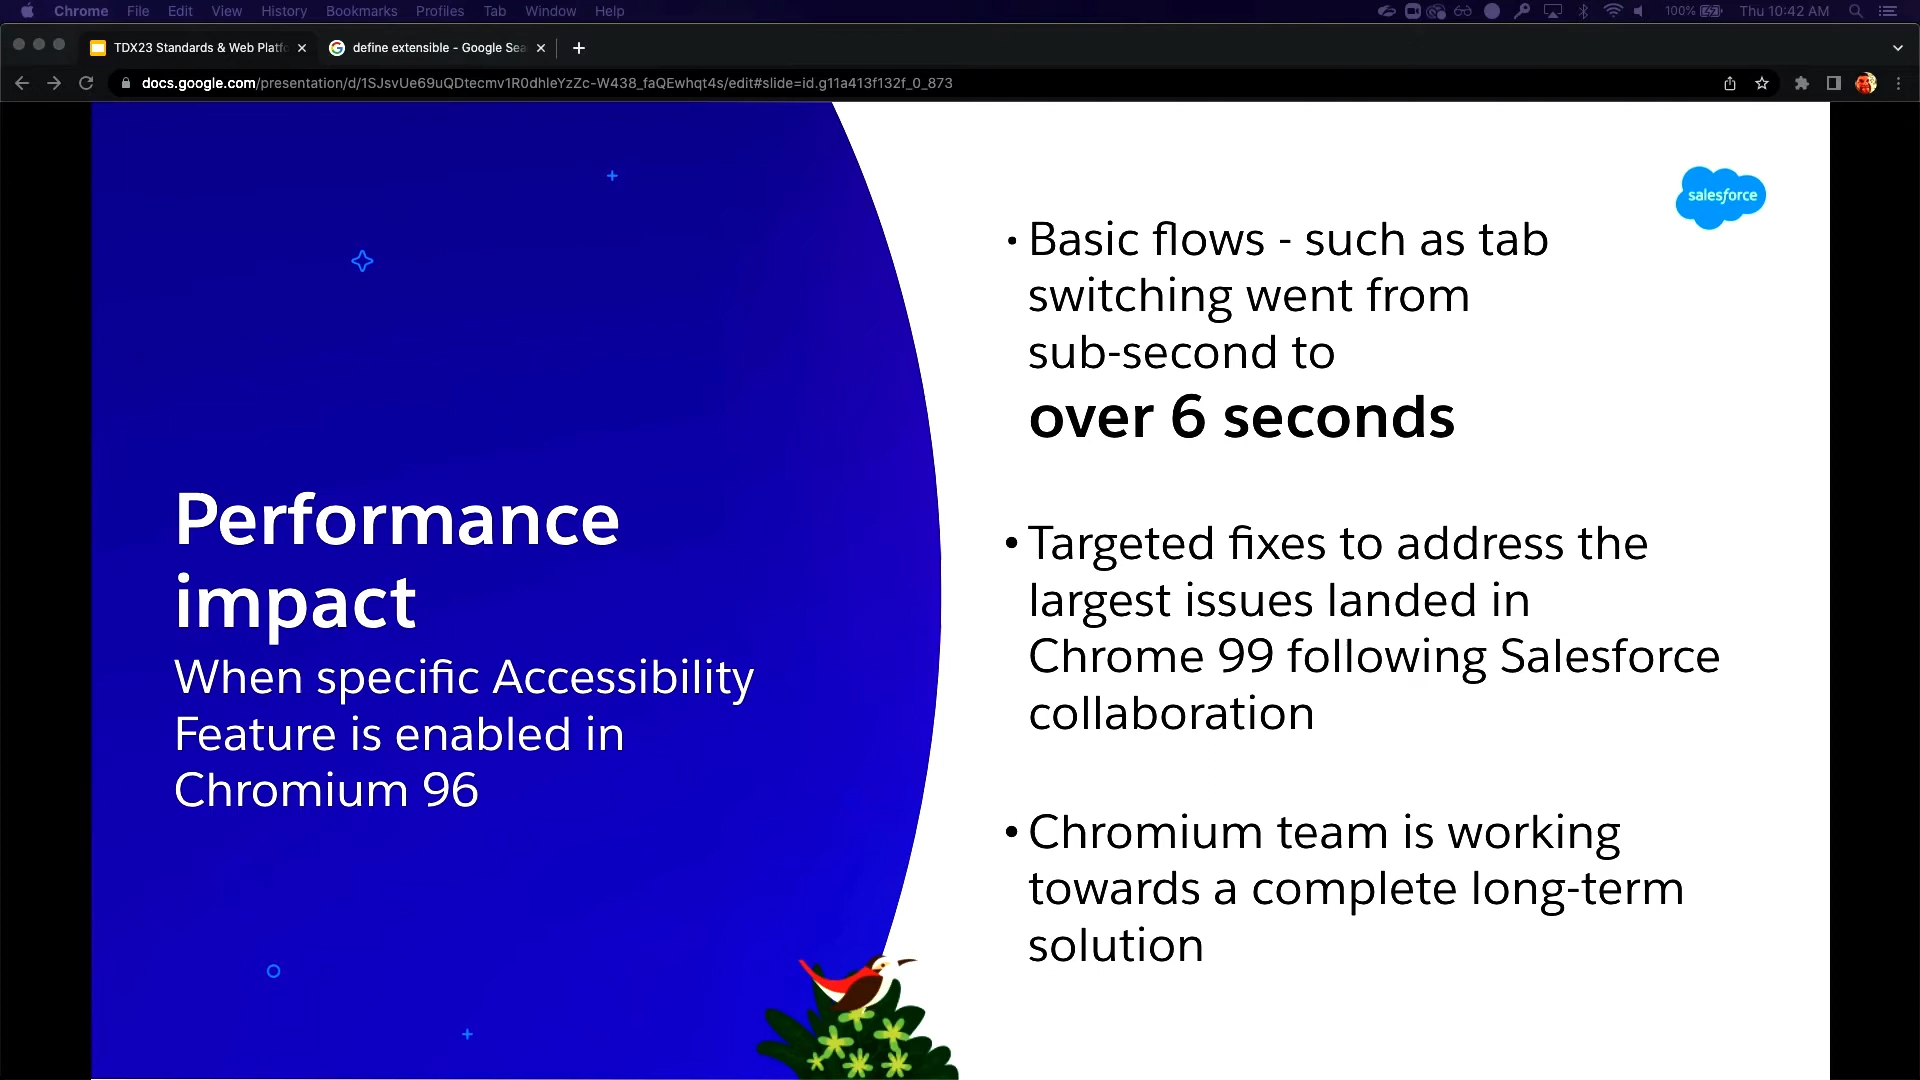 Chrome File Edit View History Bookmarks Profiles Tab Window Help 100% Thu 10:42 AM
TDX23 Standards & Web Platfo
define extensible - Google Sea
docs.google.com/presentation/d/1SJsvUe69uQDtecmv1R0dhleYzZc-W438_faQEwhqt4s/edit#slide=id.g11a413f132f_0_873
Performance
impact
When specific Accessibility
Feature is enabled in
Chromium 96
salesforce
• Basic flows - such as tab
switching went from
sub-second to
over 6 seconds
• Targeted fixes to address the
largest issues landed in
Chrome 99 following Salesforce
collaboration
• Chromium team is working
towards a complete long-term
solution